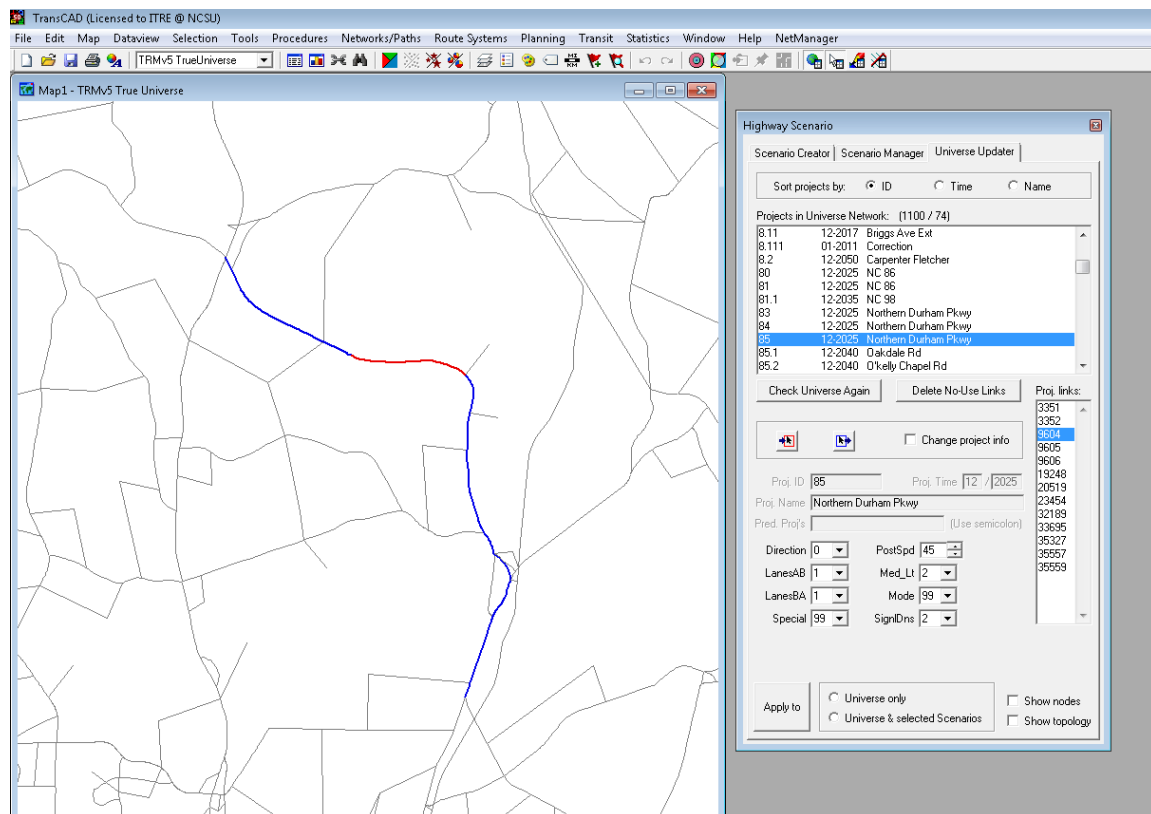 TransCAD (Licensed to ITRE @ NCSU)
File Edit Map Dataview Selection Tools Procedures Networks/Paths Route Systems Planning Transit Statistics Window Help NetManager
TRMv5 TrueUniverse
Map1 - TRMv5 True Universe
Highway Scenario
Scenario Creator Scenario Manager Universe Updater
Sort projects by: ID Time Name
Projects in Universe Network: (1100 / 74)
8.11 12-2017 Briggs Ave Ext
8.111 01-2011 Correction
8.2 12-2050 Carpenter Fletcher
80 12-2025 NC 86
81 12-2025 NC 86
81.1 12-2035 NC 98
83 12-2025 Northern Durham Pkwy
84 12-2025 Northern Durham Pkwy
85 12-2025 Northern Durham Pkwy
85.1 12-2040 Oakdale Rd
85.2 12-2040 O'kelly Chapel Rd
Check Universe Again Delete No-Use Links Proj. links:
3351
3352
9604
9605
9606
19248
20519
23454
32189
33695
35327
35557
35559
Change project info
Proj. ID 85 Proj. Time 12 / 2025
Proj. Name Northern Durham Pkwy
Pred. Proj's (Use semicolon)
Direction 0 PostSpd 45
LanesAB 1 Med_Lt 2
LanesBA 1 Mode 99
Special 99 SignlDns 2
Apply to Universe only Show nodes
Universe & selected Scenarios Show topology